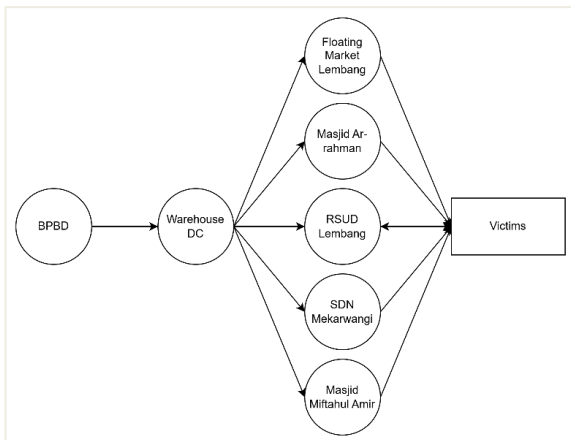 Floating
Market
Lembang
Masjid Ar-
rahman
BPBD
Warehouse
DC
RSUD
Lembang
Victims
SDN
Mekarwangi
Masjid
Miftahul Amir